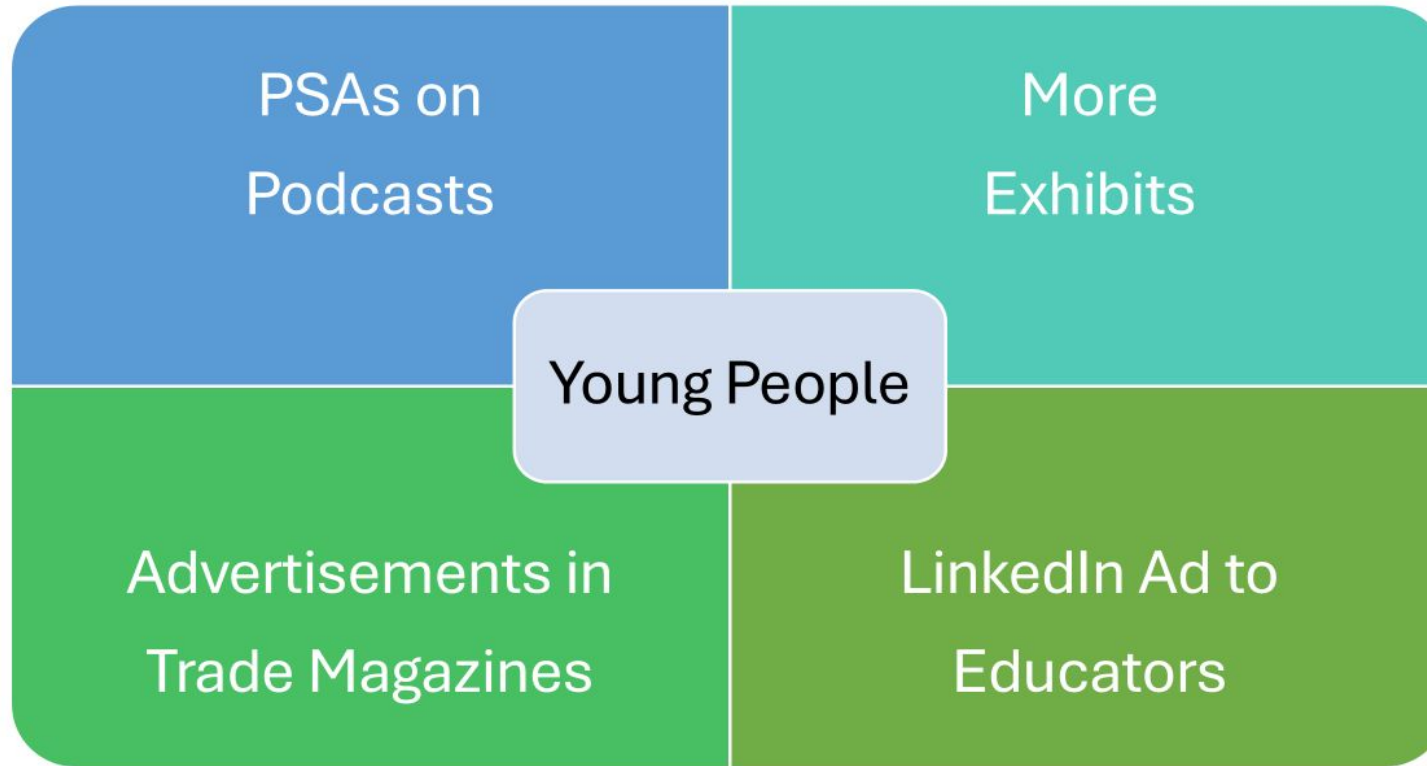 PSAs on
Podcasts
More
Exhibits
Young People
Advertisements in
Trade Magazines
LinkedIn Ad to
Educators